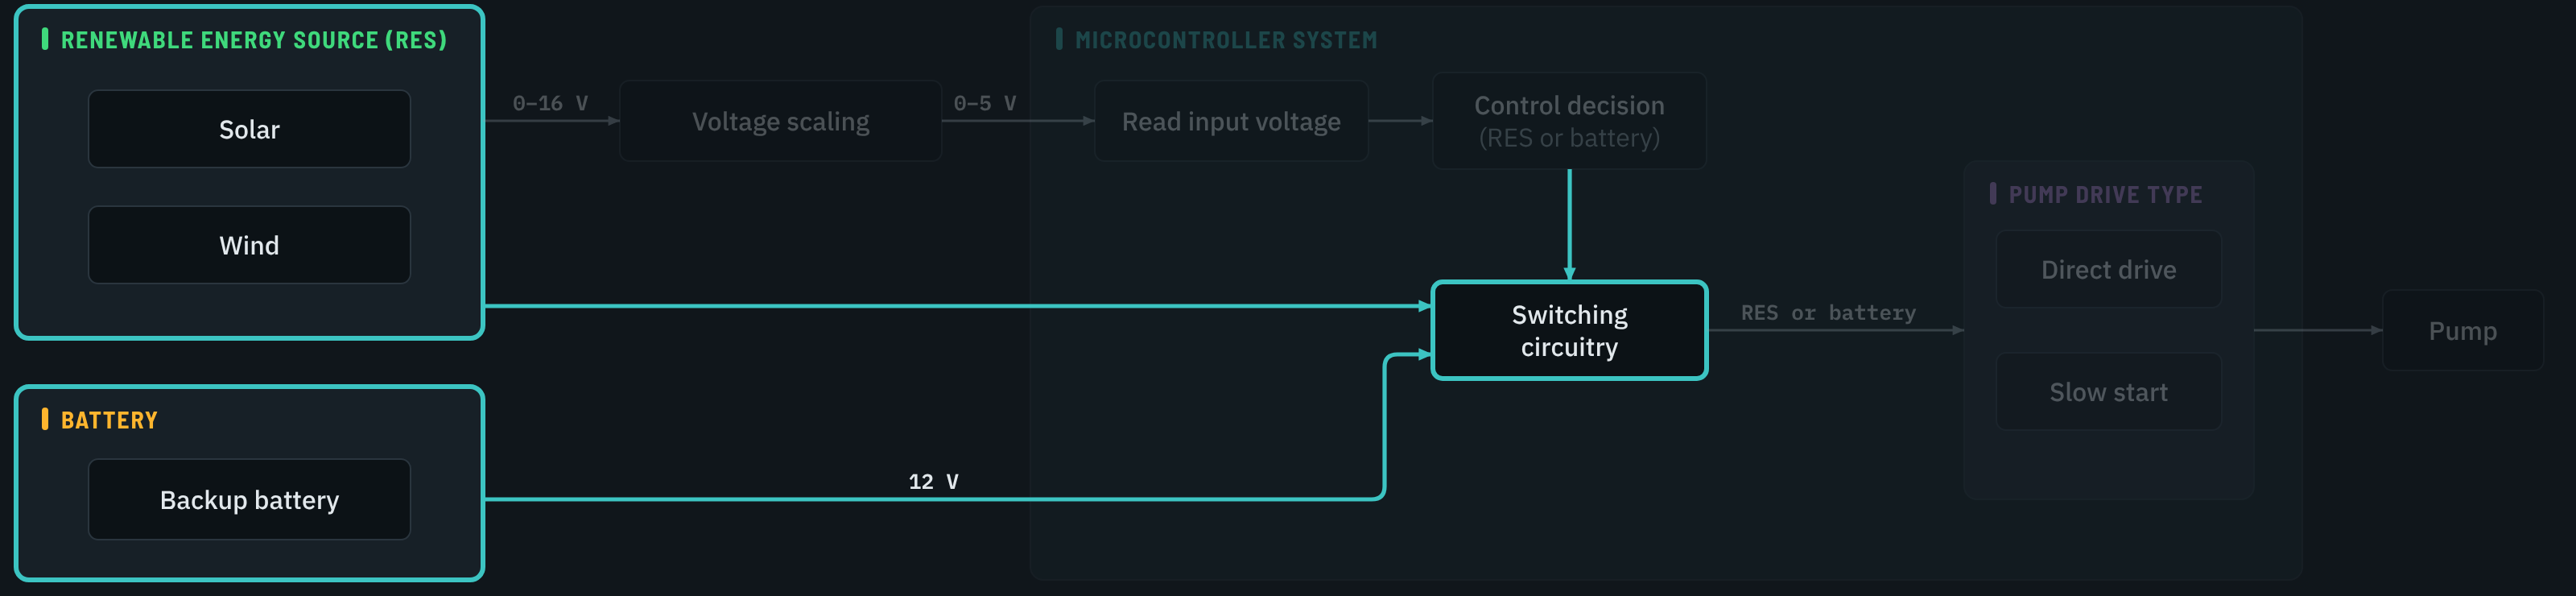 RENEWABLE ENERGY SOURCE (RES)
Solar
Wind
BATTERY
Backup battery
0–16 V
Voltage scaling
0–5 V
12 V
MICROCONTROLLER SYSTEM
Read input voltage
Control decision
(RES or battery)
Switching
circuitry
RES or battery
PUMP DRIVE TYPE
Direct drive
Slow start
Pump